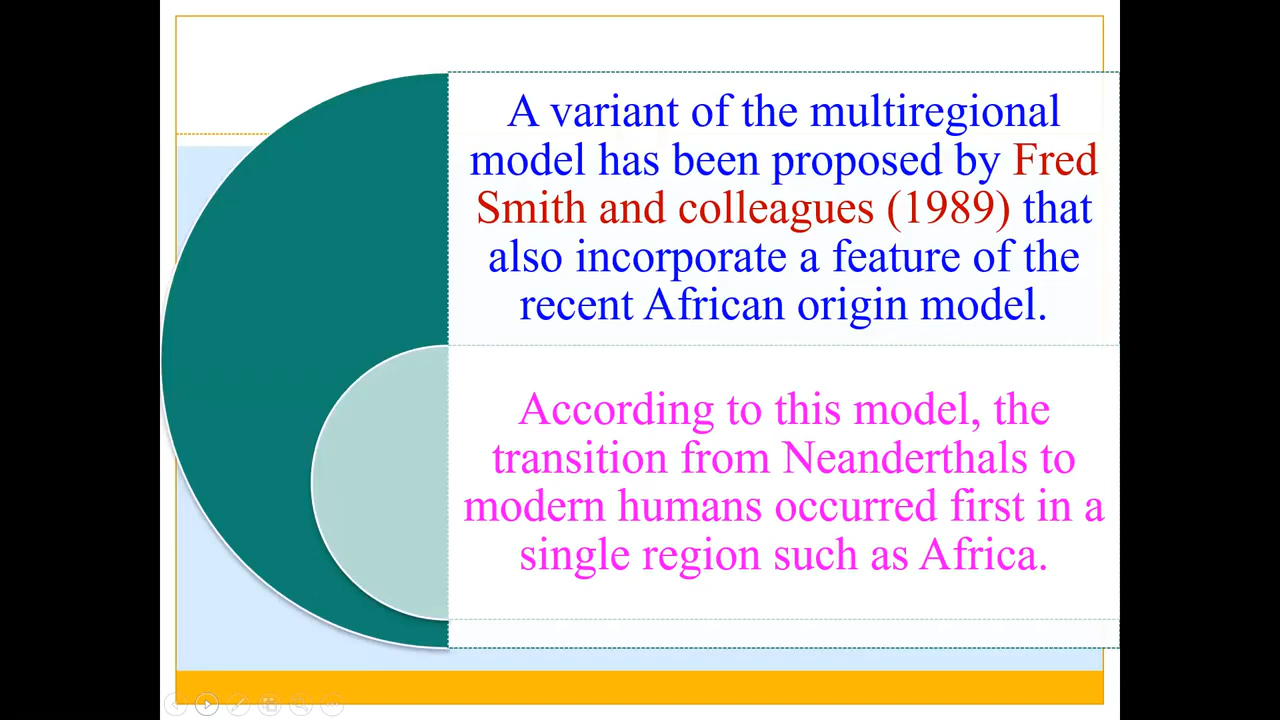 A variant of the multiregional
model has been proposed by Fred
Smith and colleagues (1989) that
also incorporate a feature of the
recent African origin model.
According to this model, the
transition from Neanderthals to
modern humans occurred first in a
single region such as Africa.